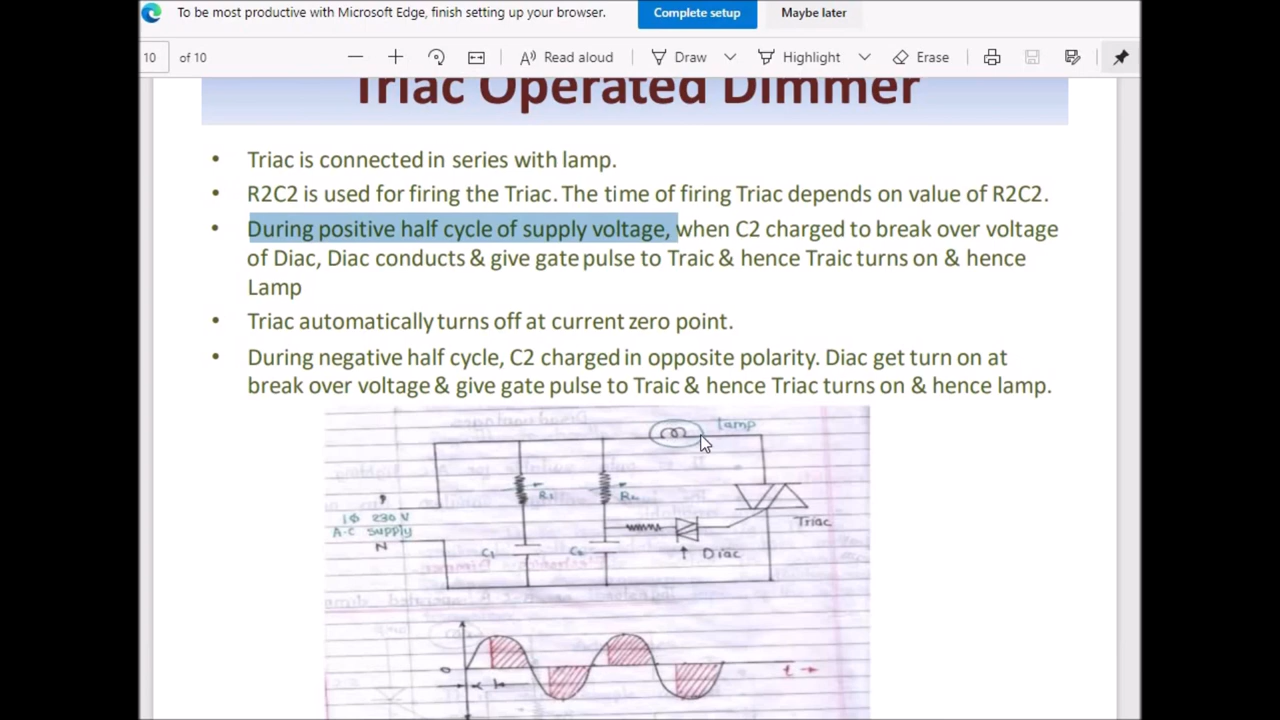 To be most productive with Microsoft Edge, finish setting up your browser.
Complete setup
Maybe later
10 of 10
Read aloud
Draw
Highlight
Erase
Triac Operated Dimmer
• Triac is connected in series with lamp.
• R2C2 is used for firing the Triac. The time of firing Triac depends on value of R2C2.
• During positive half cycle of supply voltage, when C2 charged to break over voltage
of Diac, Diac conducts & give gate pulse to Traic & hence Traic turns on & hence
Lamp
• Triac automatically turns off at current zero point.
• During negative half cycle, C2 charged in opposite polarity. Diac get turn on at
break over voltage & give gate pulse to Traic & hence Triac turns on & hence lamp.
lamp
R1
R2
1Φ 230 V
A.C supply
N
Triac
C1
C2
Diac
0
t →